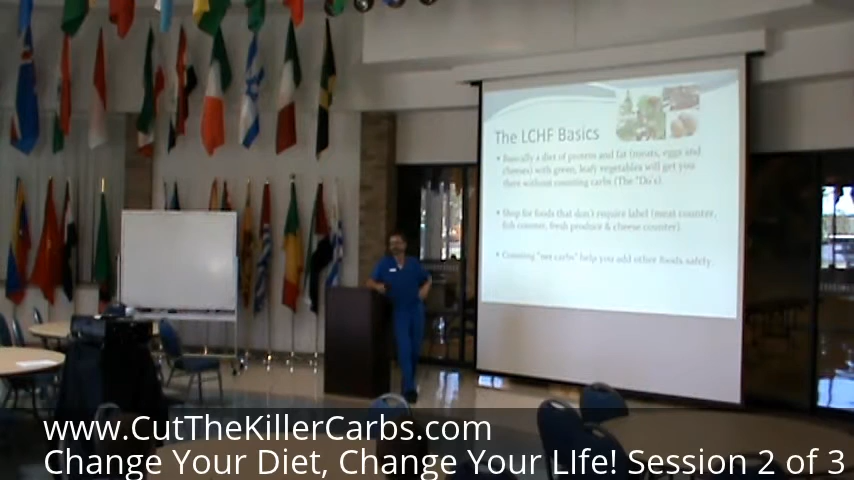 The LCHF Basics
• Basically a diet of protein and fat (meats, eggs and
cheeses) with green, leafy vegetables will get you
there without counting carbs (The "Do's).
• Shop for foods that don't require label (meat counter,
fish counter, fresh produce & cheese counter)
• Counting "net carbs" help you add other foods safely
www.CutTheKillerCarbs.com
Change Your Diet, Change Your LIfe! Session 2 of 3